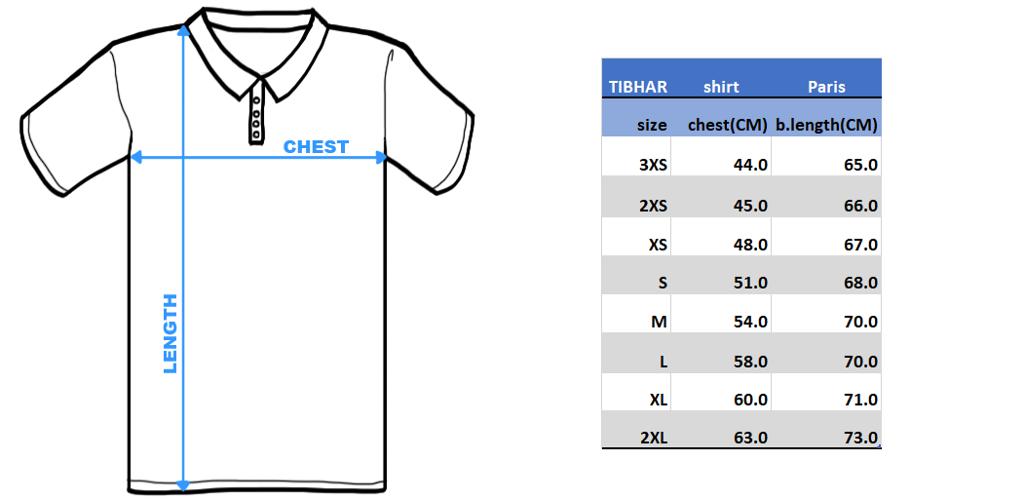 CHEST
LENGTH
TIBHAR shirt Paris
size chest(CM) b.length(CM)
3XS 44.0 65.0
2XS 45.0 66.0
XS 48.0 67.0
S 51.0 68.0
M 54.0 70.0
L 58.0 70.0
XL 60.0 71.0
2XL 63.0 73.0